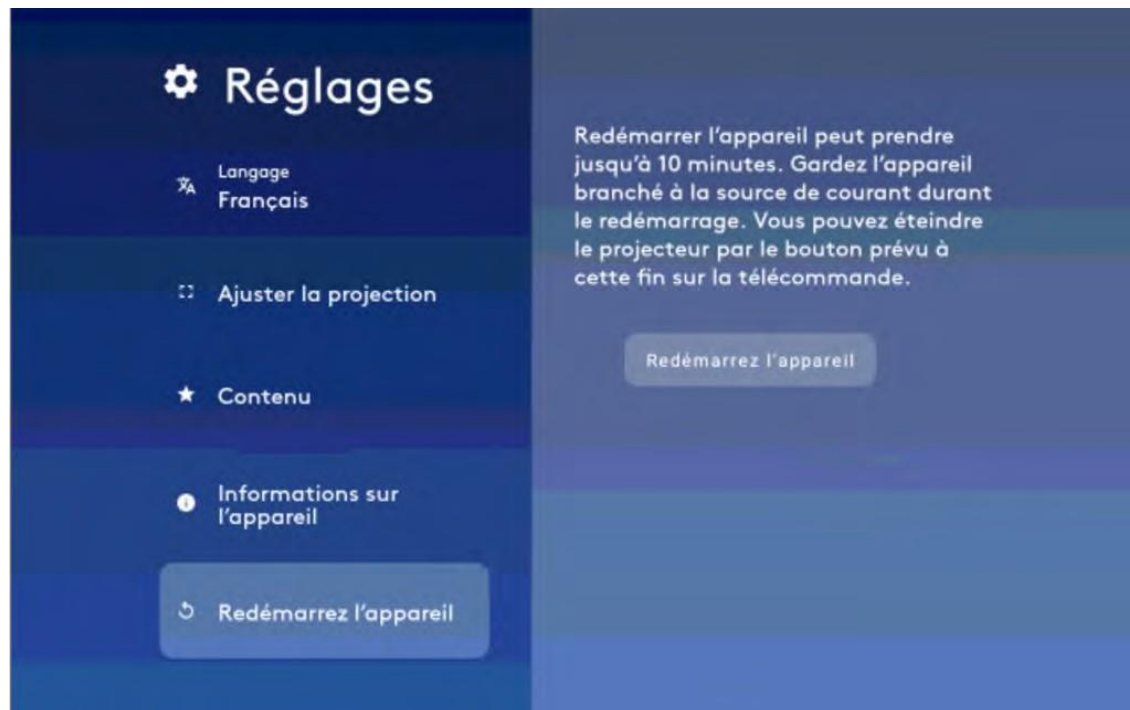 Réglages
Langage
Français
Ajuster la projection
Contenu
Informations sur
l'appareil
Redémarrez l'appareil
Redémarrer l'appareil peut prendre
jusqu'à 10 minutes. Gardez l'appareil
branché à la source de courant durant
le redémarrage. Vous pouvez éteindre
le projecteur par le bouton prévu à
cette fin sur la télécommande.
Redémarrez l'appareil